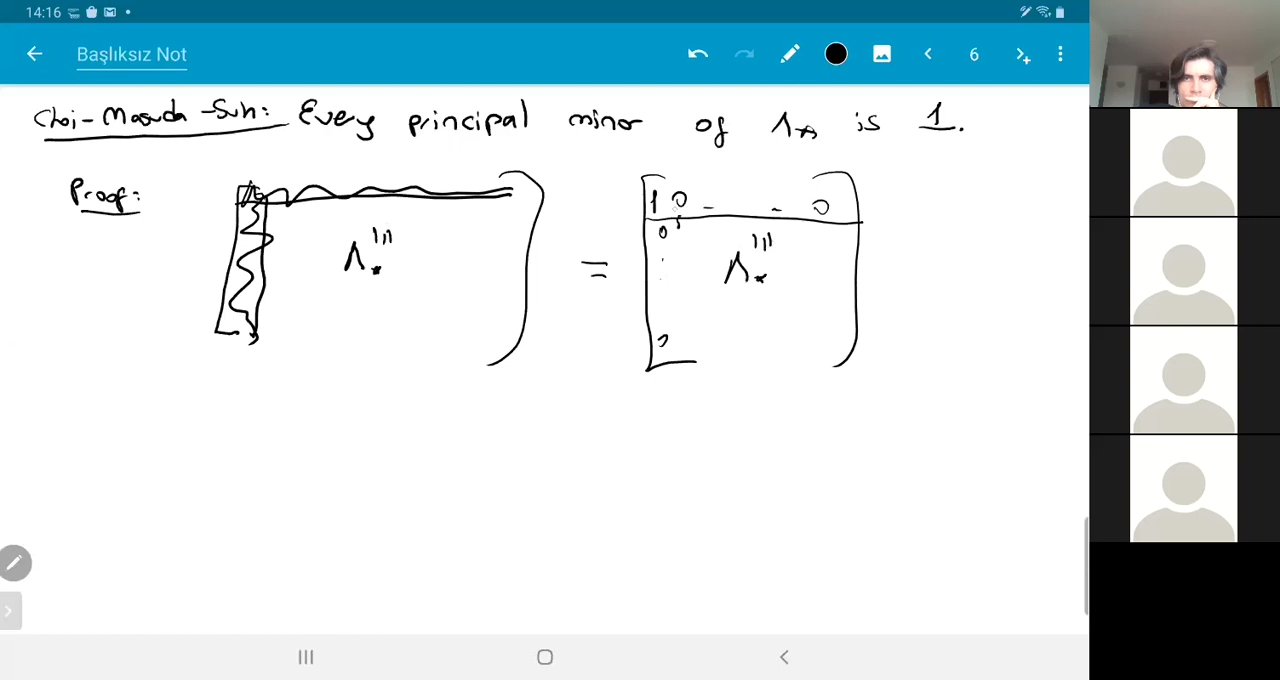 14:16
Başlıksız Not
6
Choi-Masuda-Suh: Every principal minor of Λ⋆ is 1.
Proof:
Λ⋆''' = [1 0 - - 0
0 Λ⋆'''
:
0]